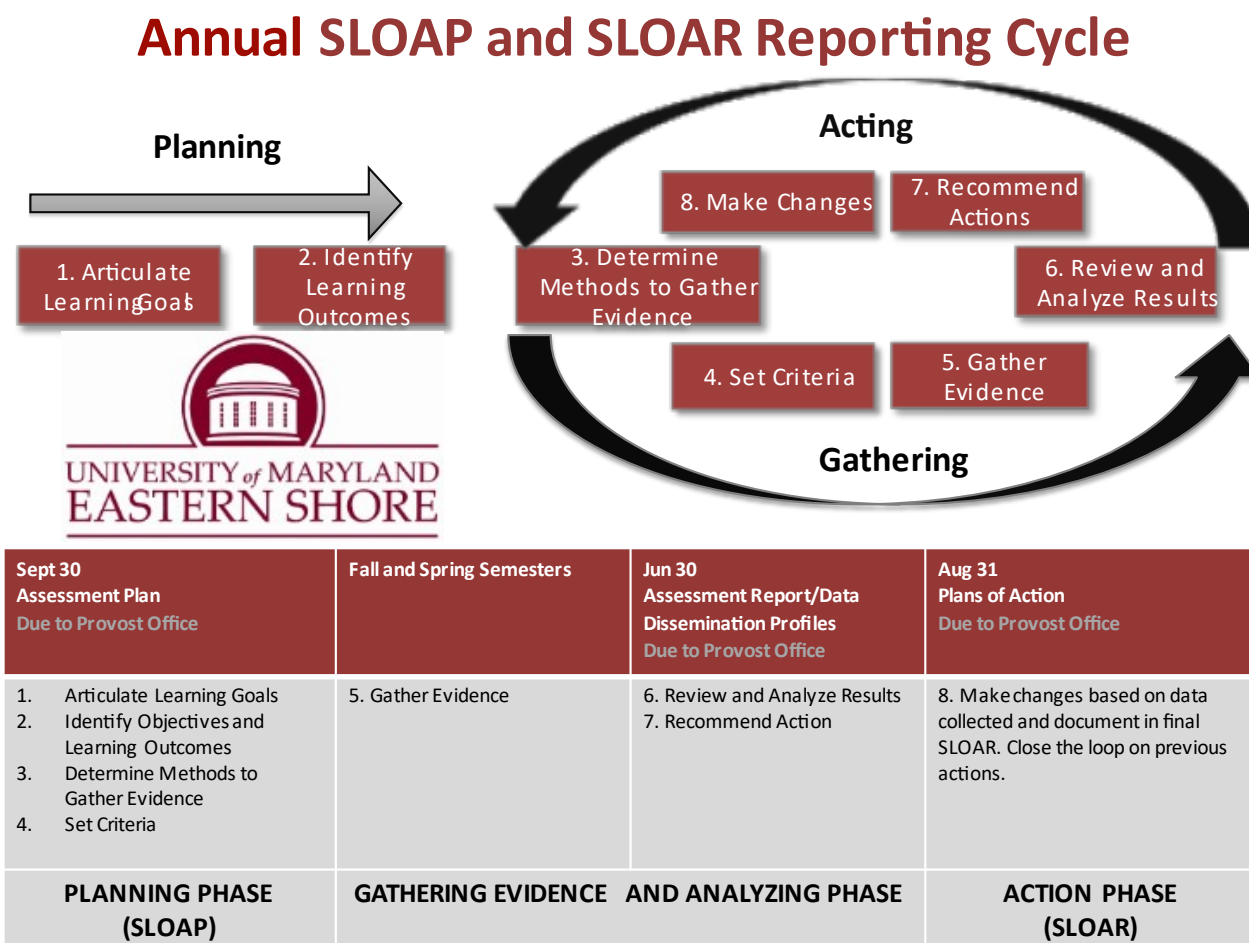 Annual SLOAP and SLOAR Reporting Cycle
Planning
1. Articulate
Learning Goals
2. Identify
Learning
Outcomes
Acting
8. Make Changes
7. Recommend
Actions
3. Determine
Methods to Gather
Evidence
6. Review and
Analyze Results
4. Set Criteria
5. Gather
Evidence
Gathering
UNIVERSITY of MARYLAND
EASTERN SHORE
Sept 30
Assessment Plan
Due to Provost Office
Fall and Spring Semesters
Jun 30
Assessment Report/Data
Dissemination Profiles
Due to Provost Office
Aug 31
Plans of Action
Due to Provost Office
1. Articulate Learning Goals
2. Identify Objectives and
Learning Outcomes
3. Determine Methods to
Gather Evidence
4. Set Criteria
5. Gather Evidence
6. Review and Analyze Results
7. Recommend Action
8. Make changes based on data
collected and document in final
SLOAR. Close the loop on previous
actions.
PLANNING PHASE
(SLOAP)
GATHERING EVIDENCE AND ANALYZING PHASE
ACTION PHASE
(SLOAR)